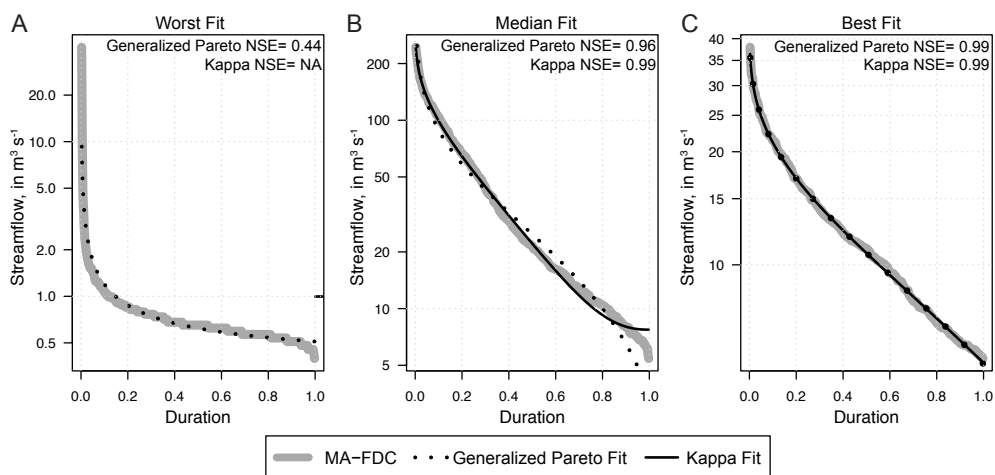 A
Worst Fit
Generalized Pareto NSE= 0.44
Kappa NSE= NA
Streamflow, in m³ s⁻¹
20.0
10.0
5.0
2.0
1.0
0.5
0.0 0.2 0.4 0.6 0.8 1.0
Duration
B
Median Fit
Generalized Pareto NSE= 0.96
Kappa NSE= 0.99
Streamflow, in m³ s⁻¹
200
100
50
20
10
5
0.0 0.2 0.4 0.6 0.8 1.0
Duration
C
Best Fit
Generalized Pareto NSE= 0.99
Kappa NSE= 0.99
Streamflow, in m³ s⁻¹
40
35
30
25
20
15
10
0.0 0.2 0.4 0.6 0.8 1.0
Duration
MA−FDC Generalized Pareto Fit Kappa Fit